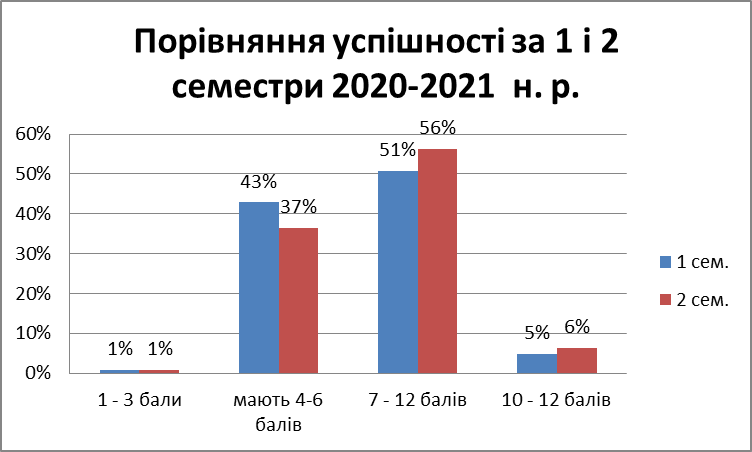 Порівняння успішності за 1 і 2
семестри 2020-2021 н. р.
60%
50%
40%
30%
20%
10%
0%
1%
1%
43%
37%
51%
56%
5%
6%
1 - 3 бали
мають 4-6
балів
7 - 12 балів
10 - 12 балів
1 сем.
2 сем.